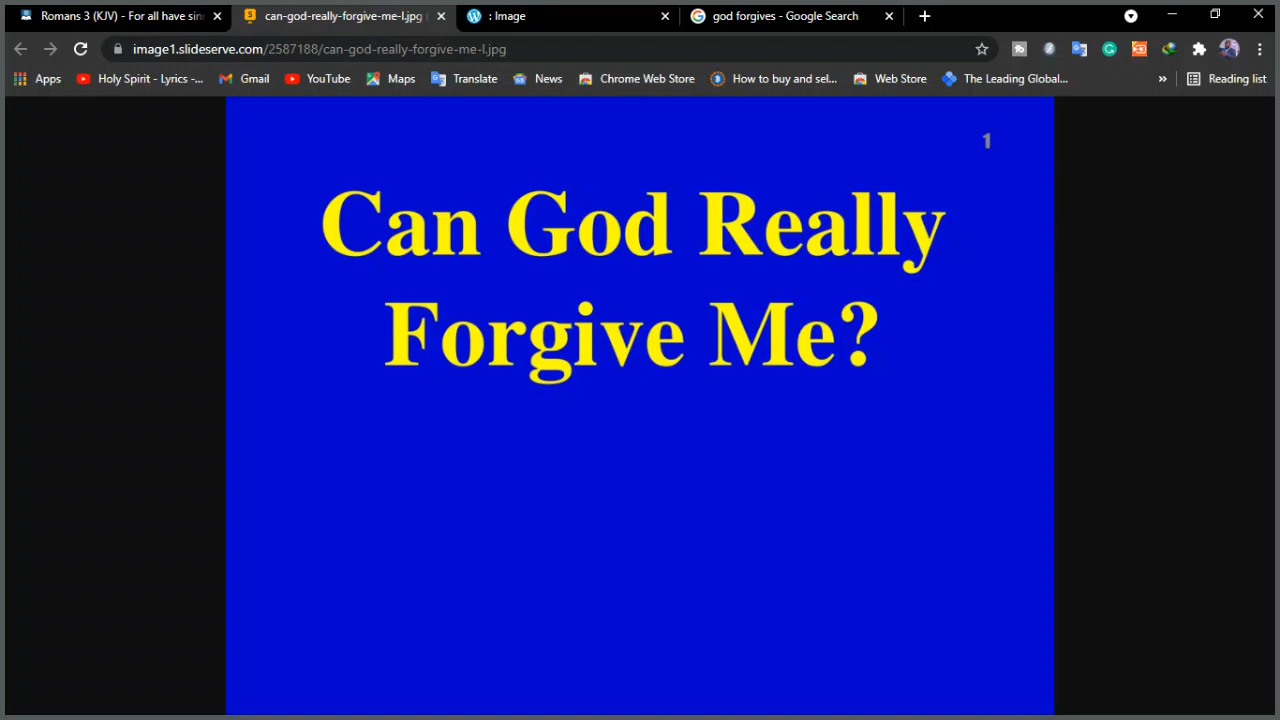 Romans 3 (KJV) - For all have sinn
can-god-really-forgive-me-l.jpg (
: Image
god forgives - Google Search
image1.slideserve.com/2587188/can-god-really-forgive-me-l.jpg
Apps
Holy Spirit - Lyrics -...
Gmail
YouTube
Maps
Translate
News
Chrome Web Store
How to buy and sel...
Web Store
The Leading Global...
»
Reading list
1
Can God Really
Forgive Me?